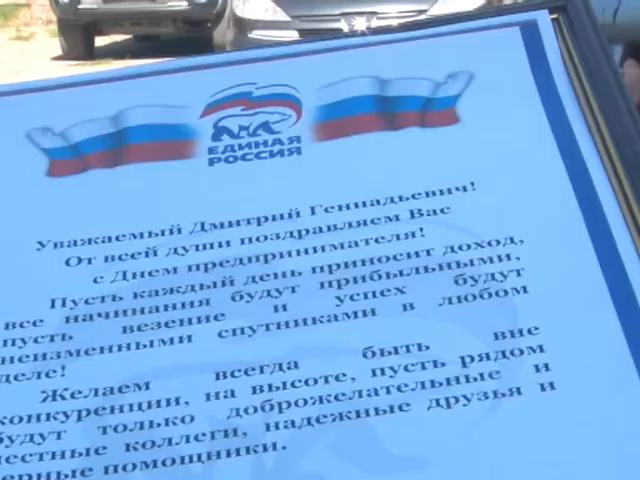 ЕДИНАЯ
РОССИЯ
Уважаемый Дмитрий Геннадьевич!
От всей души поздравляем Вас
с Днем предпринимателя!
Пусть каждый день приносит доход,
все начинания будут прибыльными,
пусть везение и успех будут
неизменными спутниками в любом
деле!
Желаем всегда быть вне
конкуренции, на высоте, пусть рядом
будут только доброжелательные и
честные коллеги, надежные друзья и
ерные помощники.